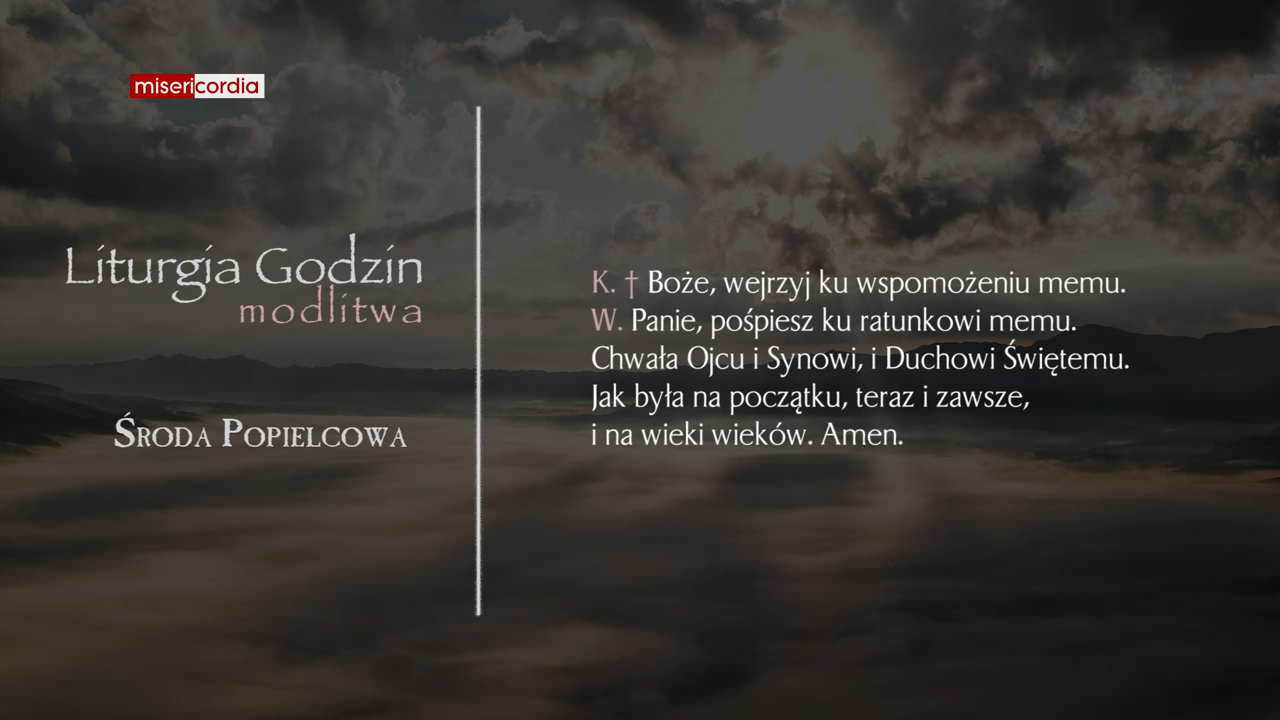 misericordia
Liturgia Godzin
modlitwa
Środa Popielcowa
K. † Boże, wejrzyj ku wspomożeniu memu.
W. Panie, pośpiesz ku ratunkowi memu.
Chwała Ojcu i Synowi, i Duchowi Świętemu.
Jak była na początku, teraz i zawsze,
i na wieki wieków. Amen.